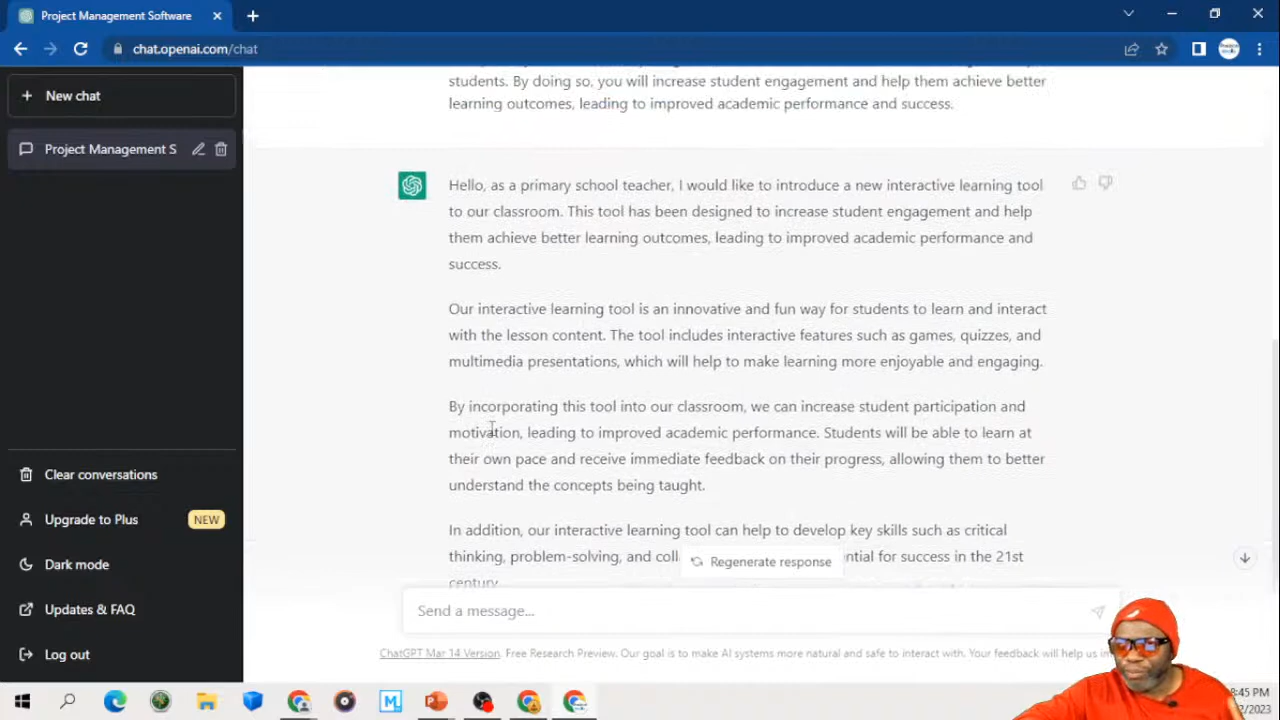 Project Management Software
chat.openai.com/chat
New chat
Project Management S
students. By doing so, you will increase student engagement and help them achieve better
learning outcomes, leading to improved academic performance and success.
Hello, as a primary school teacher, I would like to introduce a new interactive learning tool
to our classroom. This tool has been designed to increase student engagement and help
them achieve better learning outcomes, leading to improved academic performance and
success.
Our interactive learning tool is an innovative and fun way for students to learn and interact
with the lesson content. The tool includes interactive features such as games, quizzes, and
multimedia presentations, which will help to make learning more enjoyable and engaging.
By incorporating this tool into our classroom, we can increase student participation and
motivation, leading to improved academic performance. Students will be able to learn at
their own pace and receive immediate feedback on their progress, allowing them to better
understand the concepts being taught.
In addition, our interactive learning tool can help to develop key skills such as critical
thinking, problem-solving, and coll ential for success in the 21st
century.
Regenerate response
Send a message...
ChatGPT Mar 14 Version. Free Research Preview. Our goal is to make AI systems more natural and safe to interact with. Your feedback will help us im
Clear conversations
Upgrade to Plus NEW
Dark mode
Updates & FAQ
Log out
8:45 PM
2/2023